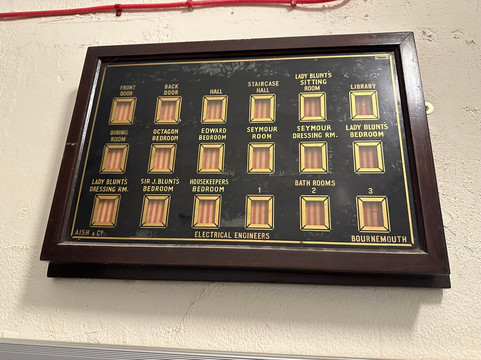 FRONT DOOR
BACK DOOR
HALL
STAIRCASE HALL
LADY BLUNTS SITTING ROOM
LIBRARY
DINING ROOM
OCTAGON BEDROOM
EDWARD BEDROOM
SEYMOUR ROOM
SEYMOUR DRESSING RM.
LADY BLUNTS BEDROOM
LADY BLUNTS DRESSING RM.
SIR J. BLUNTS BEDROOM
HOUSEKEEPERS BEDROOM
BATH ROOMS
1 2 3
AISH & CO.
ELECTRICAL ENGINEERS
BOURNEMOUTH